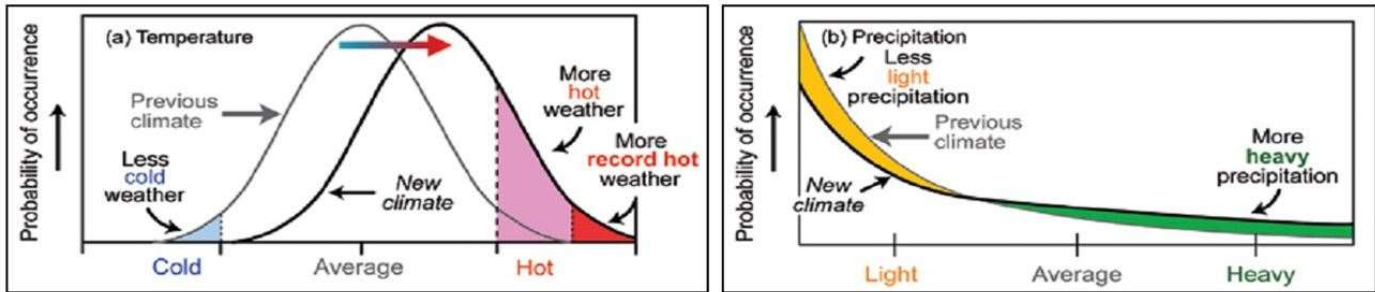 (a) Temperature
Probability of occurrence
Previous
climate
Less
cold
weather
New
climate
More
hot
weather
More
record hot
weather
Cold
Average
Hot
(b) Precipitation
Probability of occurrence
Less
light
precipitation
Previous
climate
New
climate
More
heavy
precipitation
Light
Average
Heavy